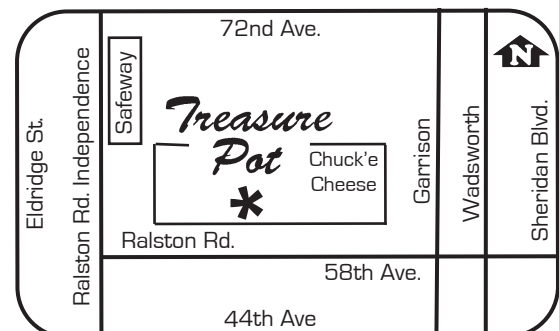 72nd Ave.
N
Eldridge St.
Ralston Rd. Independence
Safeway
Treasure
Pot
*
Chuck'e
Cheese
Garrison
Wadsworth
Sheridan Blvd.
Ralston Rd.
58th Ave.
44th Ave